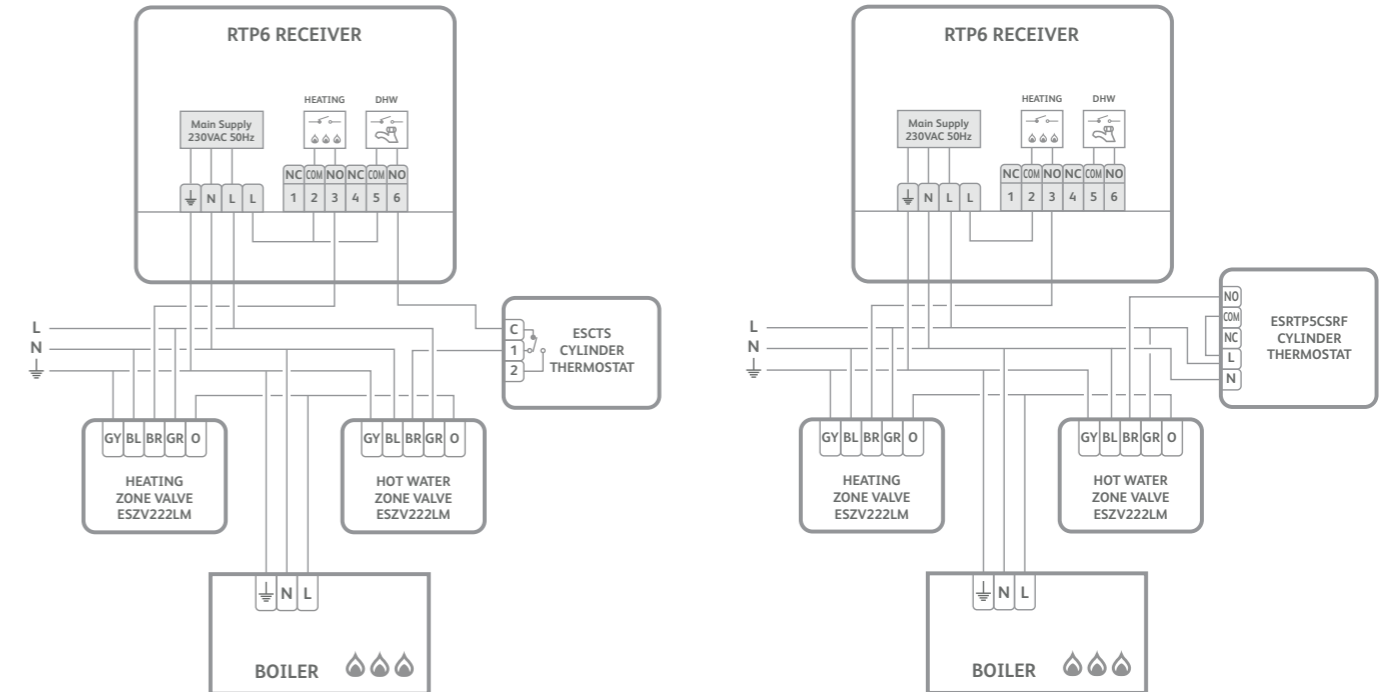 RTP6 RECEIVER
HEATING
DHW
Main Supply
230VAC 50Hz
NC COM NO NC COM NO
N L L
1 2 3 4 5 6
L
N
C
1
2
ESCTS
CYLINDER
THERMOSTAT
GY BL BR GR O
HEATING
ZONE VALVE
ESZV222LM
GY BL BR GR O
HOT WATER
ZONE VALVE
ESZV222LM
N L
BOILER
RTP6 RECEIVER
HEATING
DHW
Main Supply
230VAC 50Hz
NC COM NO NC COM NO
N L L
1 2 3 4 5 6
L
N
NO
COM
NC
L
N
ESRTP5CSRF
CYLINDER
THERMOSTAT
GY BL BR GR O
HEATING
ZONE VALVE
ESZV222LM
GY BL BR GR O
HOT WATER
ZONE VALVE
ESZV222LM
N L
BOILER